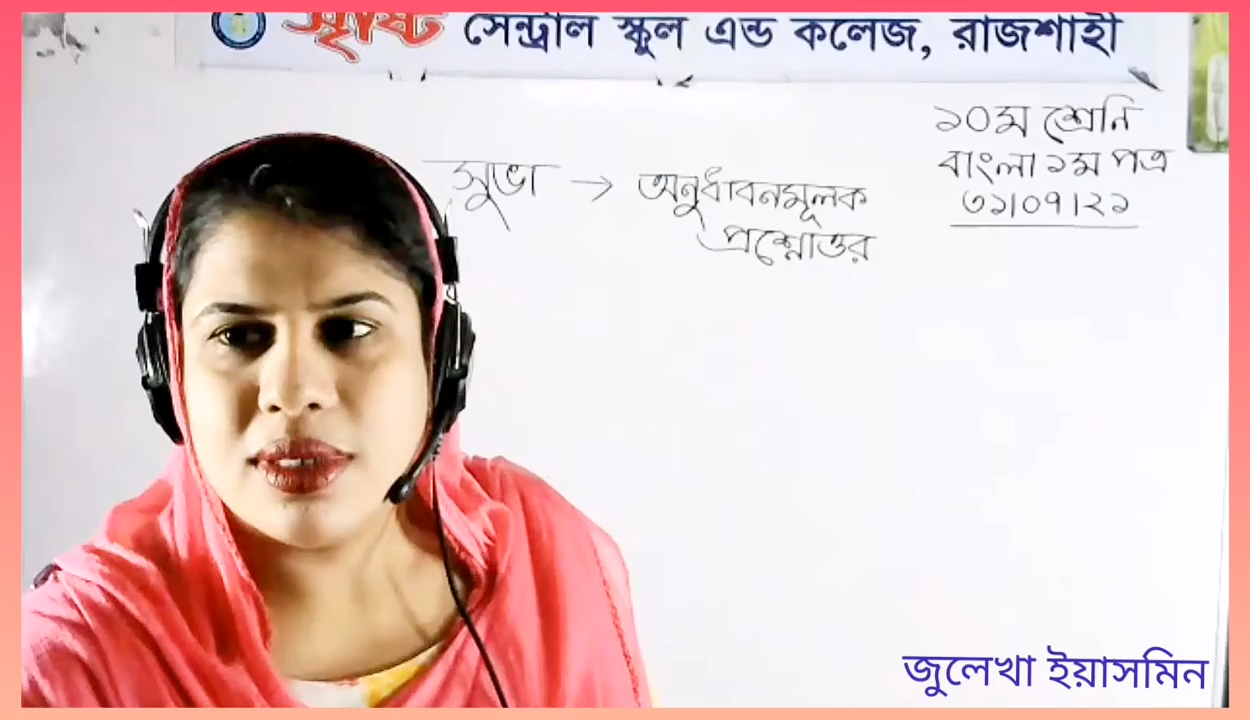 সৃষ্টি সেন্ট্রাল স্কুল এন্ড কলেজ, রাজশাহী
১০ম শ্রেনি
বাংলা ১ম পত্র
৩১|০৭|২১
সুভা → অনুধাবনমূলক
প্রশ্নোত্তর
জুলেখা ইয়াসমিন